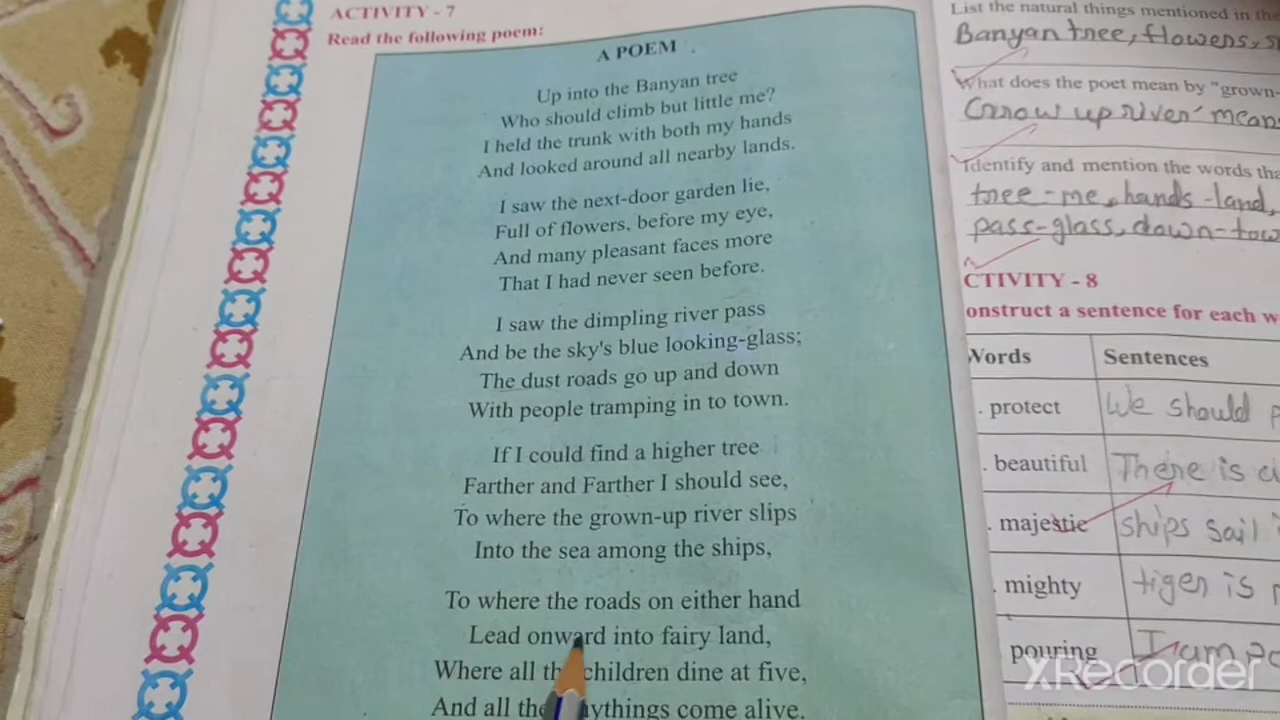 ACTIVITY - 7
Read the following poem:
A POEM
Up into the Banyan tree
Who should climb but little me?
I held the trunk with both my hands
And looked around all nearby lands.
I saw the next-door garden lie,
Full of flowers, before my eye,
And many pleasant faces more
That I had never seen before.
I saw the dimpling river pass
And be the sky's blue looking-glass;
The dust roads go up and down
With people tramping in to town.
If I could find a higher tree
Farther and Farther I should see,
To where the grown-up river slips
Into the sea among the ships,
To where the roads on either hand
Lead onward into fairy land,
Where all the children dine at five,
And all the come alive.
List the natural things mentioned in the
Banyan tree, flowers,
What does the poet mean by "grown-
Grrow up river' means
Identify and mention the words
tree-me, hands-land,
pass-glass, down-tow
CTIVITY - 8
onstruct a sentence for each w
Words Sentences
. protect We should
. beautiful There is
. majestic ships sail
. mighty tiger is
pouring I am
XRecorder